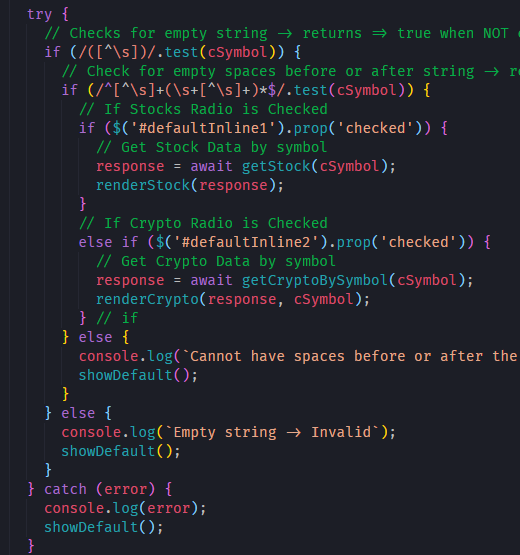 try {
// Checks for empty string → returns ⇒ true when NOT
if (/([^\s])/.test(cSymbol)) {
// Check for empty spaces before or after string →
if (/^[^\s]+(\s+[^\s]+)*$/.test(cSymbol)) {
// If Stocks Radio is Checked
if ($('#defaultInline1').prop('checked')) {
// Get Stock Data by symbol
response = await getStock(cSymbol);
renderStock(response);
}
// If Crypto Radio is Checked
else if ($('#defaultInline2').prop('checked')) {
// Get Crypto Data by symbol
response = await getCryptoBySymbol(cSymbol);
renderCrypto(response, cSymbol);
} // if
} else {
console.log(`Cannot have spaces before or after the
showDefault();
}
} else {
console.log(`Empty string → Invalid`);
showDefault();
}
} catch (error) {
console.log(error);
showDefault();
}